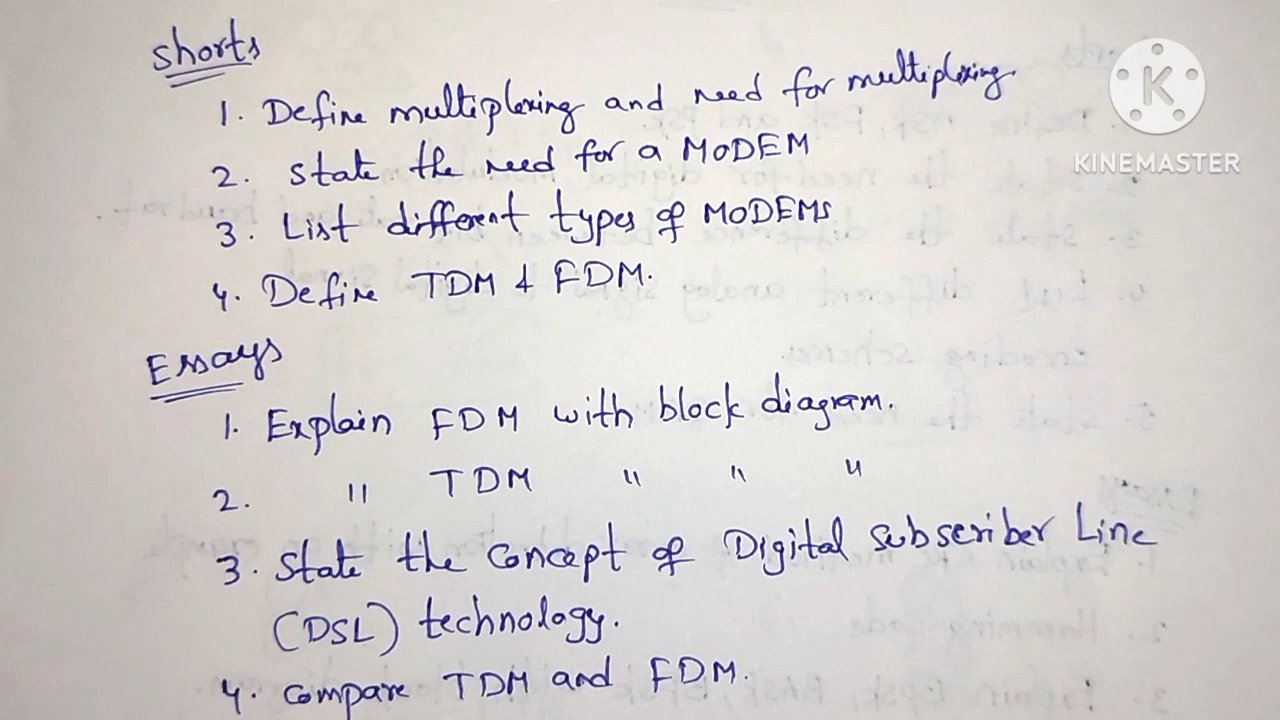 Shorts
1. Define multiplexing and need for multiplexing.
2. State the need for a MODEM
3. List different types of MODEMS
4. Define TDM & FDM.
Essays
1. Explain FDM with block diagram.
2. " TDM " " "
3. State the concept of Digital subscriber Line
(DSL) technology.
4. Compare TDM and FDM.
K
KINEMASTER